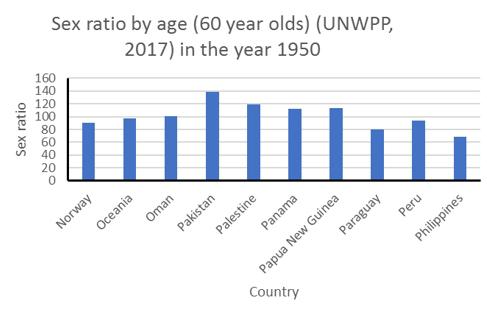 Sex ratio by age (60 year olds) (UNWPP,
2017) in the year 1950
Sex ratio
160
140
120
100
80
60
40
20
0
Norway
Oceania
Oman
Pakistan
Palestine
Panama
Papua New Guinea
Paraguay
Peru
Philippines
Country